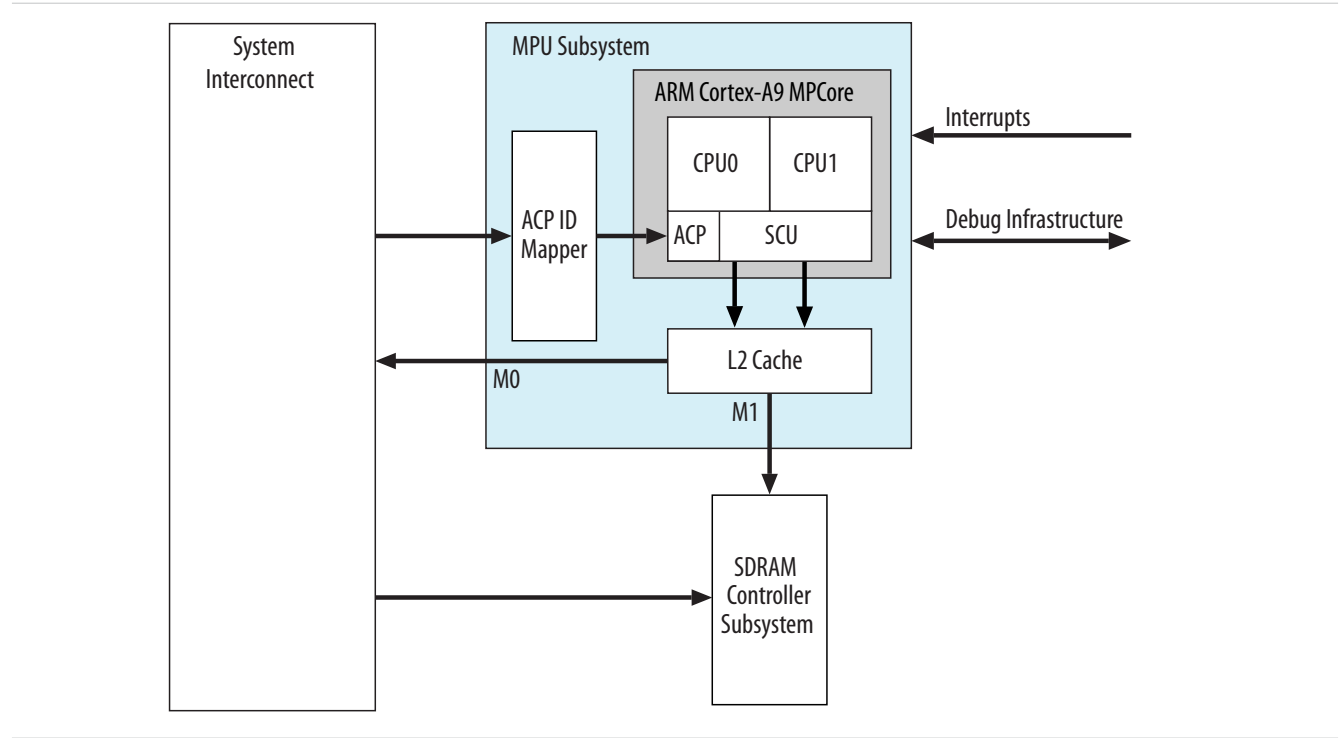 System
Interconnect
MPU Subsystem
ARM Cortex-A9 MPCore
CPU0
CPU1
ACP
SCU
ACP ID
Mapper
Interrupts
Debug Infrastructure
L2 Cache
M0
M1
SDRAM
Controller
Subsystem